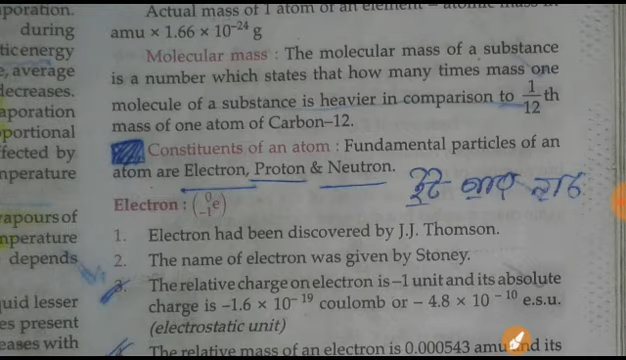 poration.
during
tic energy
e, average
decreases.
aporation
portional
fected by
mperature
vapours of
mperature
depends
quid lesser
es present
eases with
Actual mass of 1 atom of an element = atomic mass in
amu × 1.66 × 10⁻²⁴ g
Molecular mass : The molecular mass of a substance
is a number which states that how many times mass one
molecule of a substance is heavier in comparison to 1/12 th
mass of one atom of Carbon–12.
Constituents of an atom : Fundamental particles of an
atom are Electron, Proton & Neutron.
Electron : (⁰₋₁e)
1. Electron had been discovered by J.J. Thomson.
2. The name of electron was given by Stoney.
3. The relative charge on electron is –1 unit and its absolute
charge is –1.6 × 10⁻¹⁹ coulomb or – 4.8 × 10⁻¹⁰ e.s.u.
(electrostatic unit)
The relative mass of an electron is 0.000543 amu and its